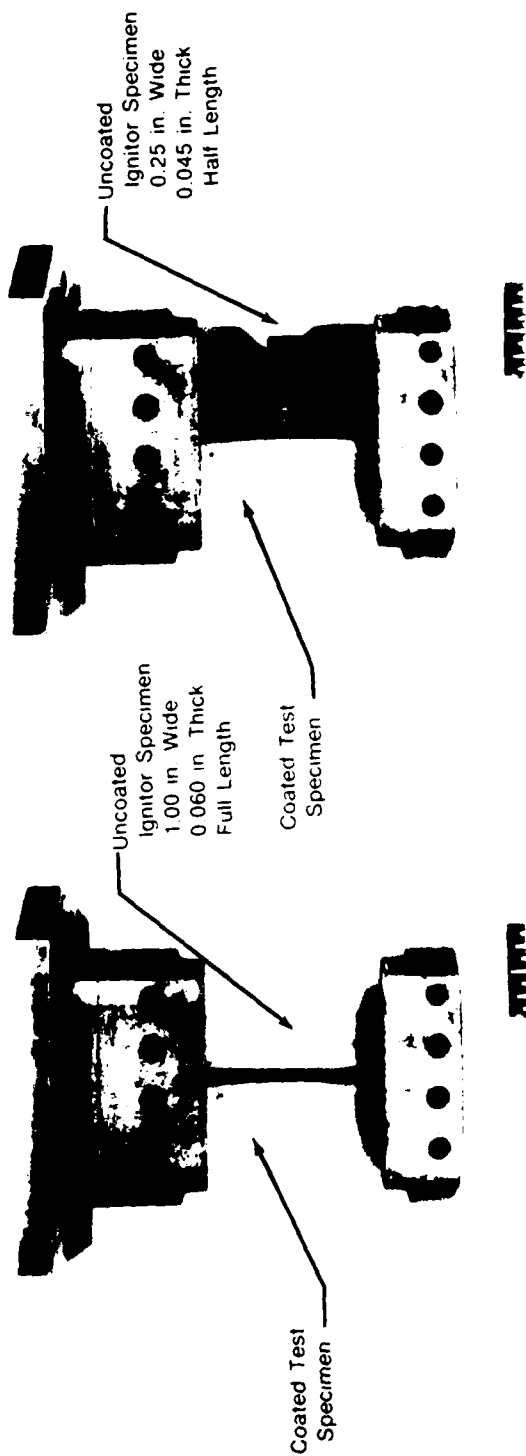 Uncoated
Ignitor Specimen
1.00 in. Wide
0 060 in Thick
Full Length
Coated Test
Specimen
Uncoated
Ignitor Specimen
0.25 in. Wide
0.045 in. Thick
Half Length
Coated Test
Specimen